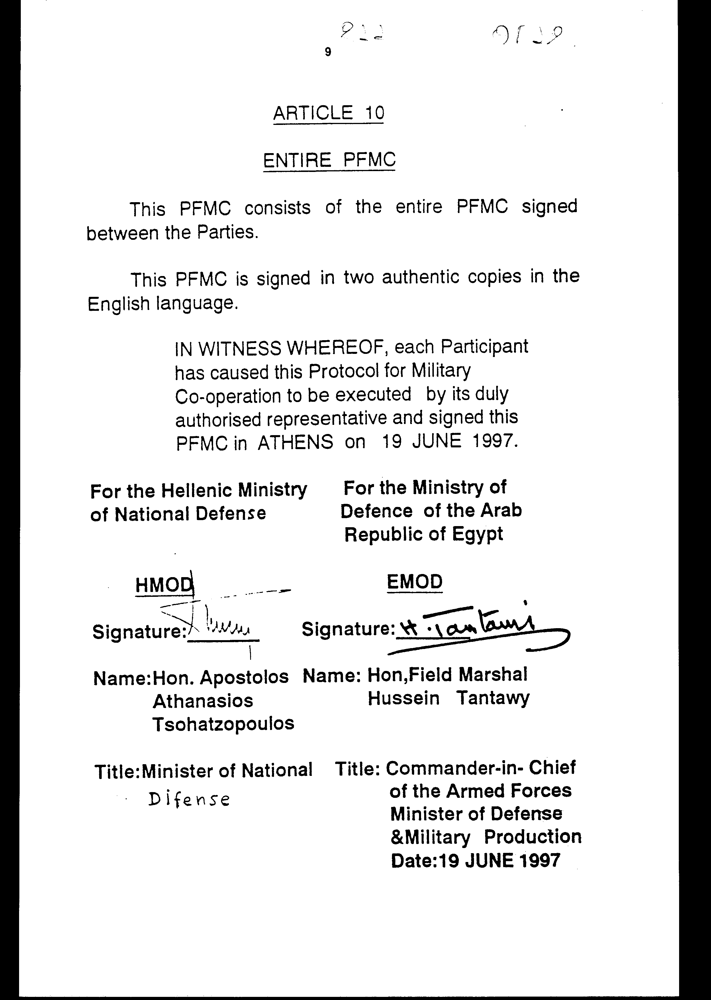 9
ARTICLE 10
ENTIRE PFMC
This PFMC consists of the entire PFMC signed
between the Parties.
This PFMC is signed in two authentic copies in the
English language.
IN WITNESS WHEREOF, each Participant
has caused this Protocol for Military
Co-operation to be executed by its duly
authorised representative and signed this
PFMC in ATHENS on 19 JUNE 1997.
For the Hellenic Ministry
of National Defense
HMOD
Signature:
Name:Hon. Apostolos
Athanasios
Tsohatzopoulos
Title:Minister of National
Difense
For the Ministry of
Defence of the Arab
Republic of Egypt
EMOD
Signature: H. Tantawi
Name: Hon,Field Marshal
Hussein Tantawy
Title: Commander-in- Chief
of the Armed Forces
Minister of Defense
&Military Production
Date:19 JUNE 1997